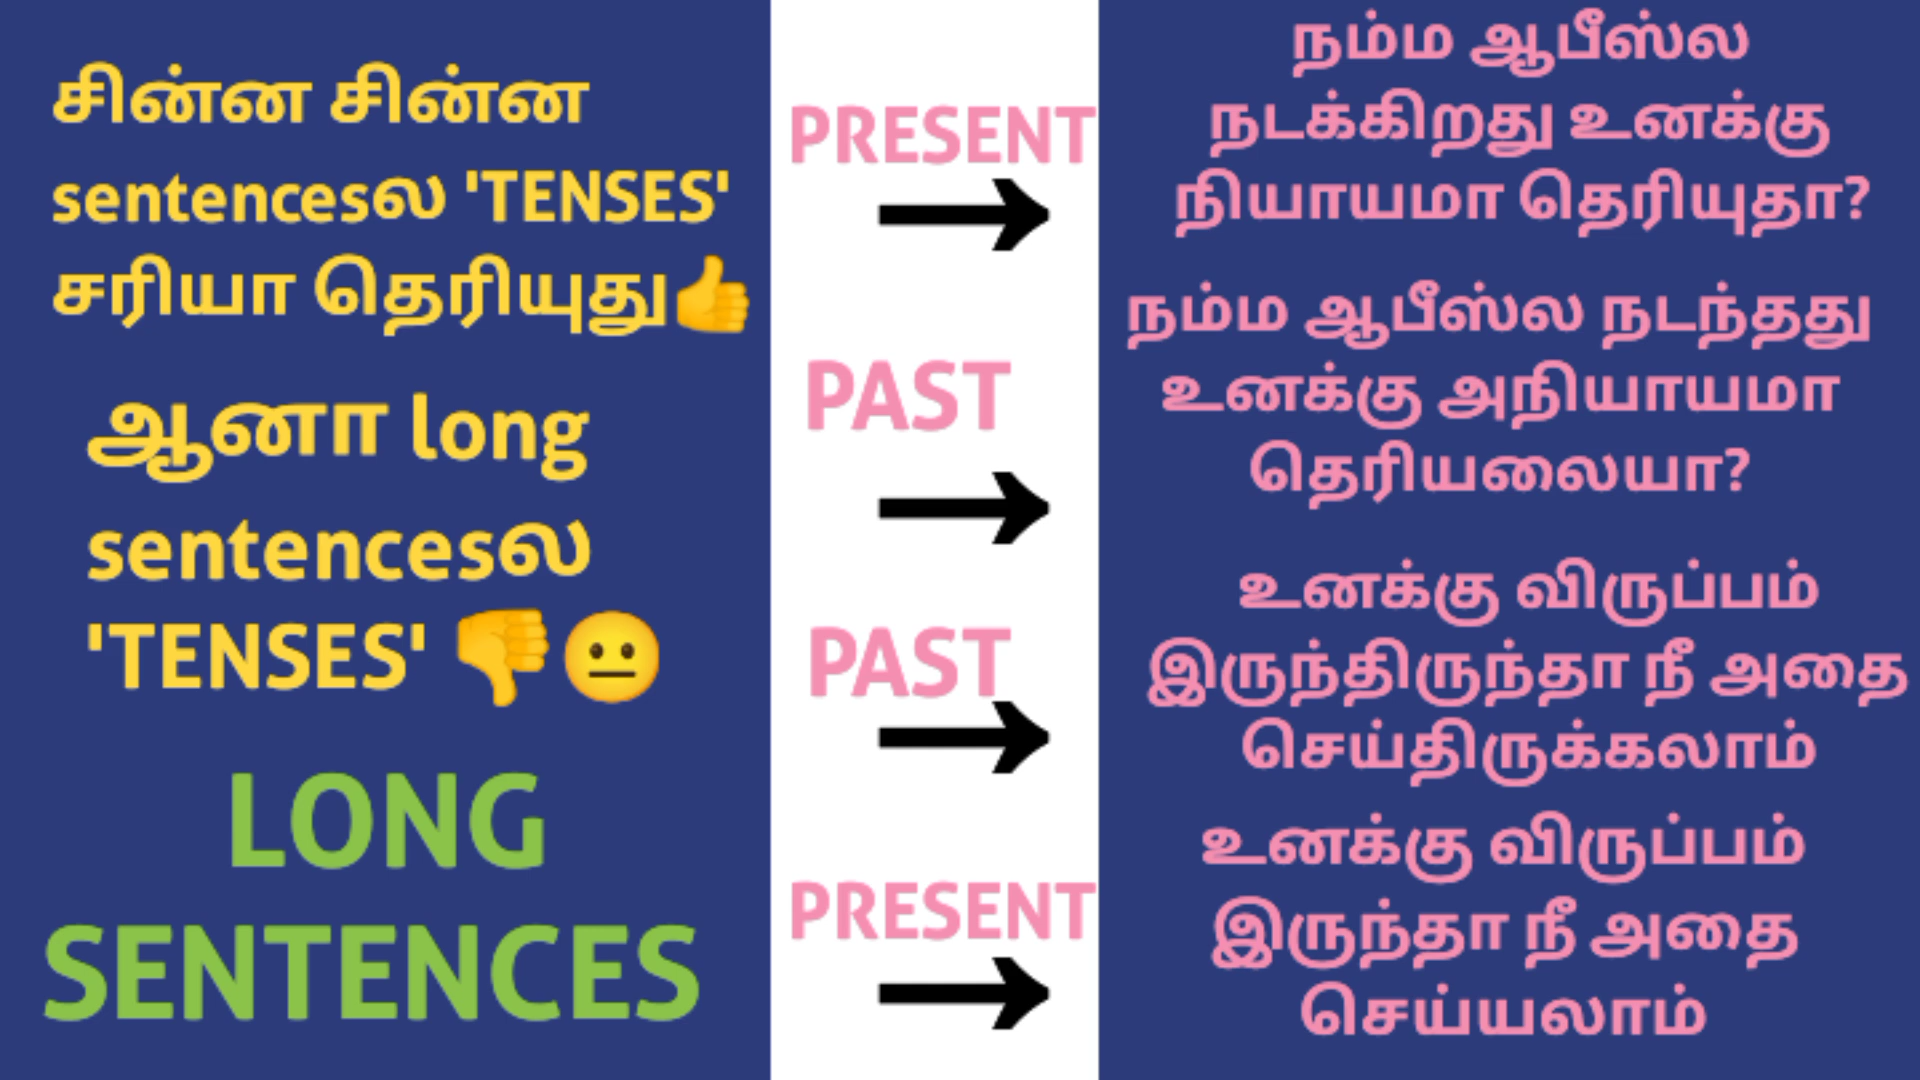 சின்ன சின்ன
sentencesல 'TENSES'
சரியா தெரியுது👍
ஆனா long
sentencesல
'TENSES' 👎😐
LONG
SENTENCES
PRESENT
→
PAST
→
PAST
→
PRESENT
→
நம்ம ஆபீஸ்ல
நடக்கிறது உனக்கு
நியாயமா தெரியுதா?
நம்ம ஆபீஸ்ல நடந்தது
உனக்கு அநியாயமா
தெரியலையா?
உனக்கு விருப்பம்
இருந்திருந்தா நீ அதை
செய்திருக்கலாம்
உனக்கு விருப்பம்
இருந்தா நீ அதை
செய்யலாம்